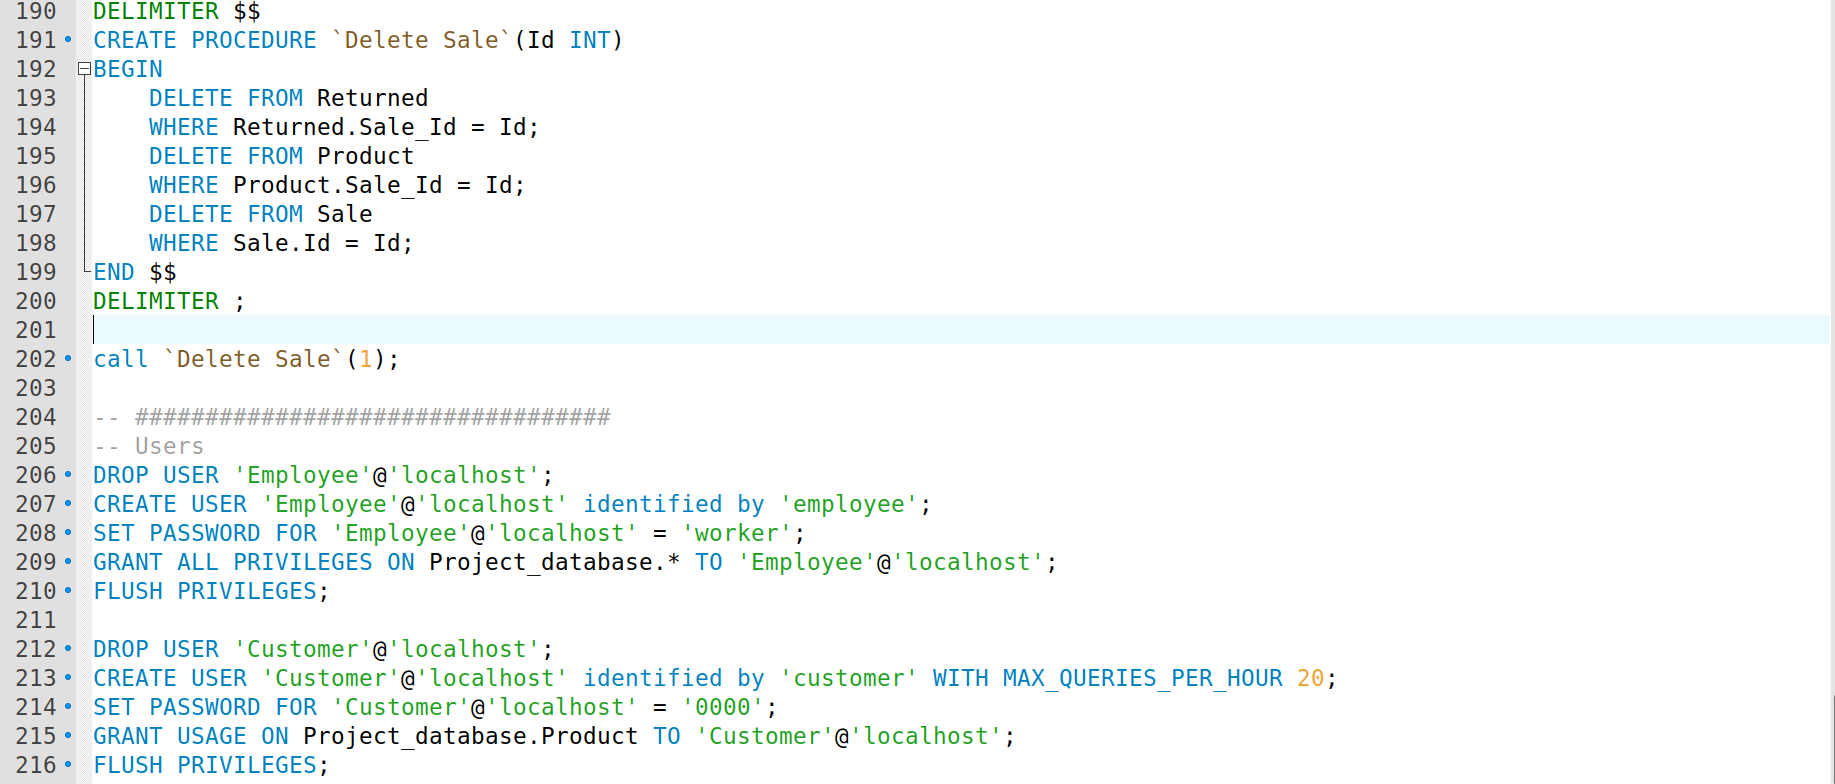 190 DELIMITER $$
191 CREATE PROCEDURE `Delete Sale`(Id INT)
192 BEGIN
193     DELETE FROM Returned
194     WHERE Returned.Sale_Id = Id;
195     DELETE FROM Product
196     WHERE Product.Sale_Id = Id;
197     DELETE FROM Sale
198     WHERE Sale.Id = Id;
199 END $$
200 DELIMITER ;
201
202 call `Delete Sale`(1);
203
204 -- ##################################
205 -- Users
206 DROP USER 'Employee'@'localhost';
207 CREATE USER 'Employee'@'localhost' identified by 'employee';
208 SET PASSWORD FOR 'Employee'@'localhost' = 'worker';
209 GRANT ALL PRIVILEGES ON Project_database.* TO 'Employee'@'localhost';
210 FLUSH PRIVILEGES;
211
212 DROP USER 'Customer'@'localhost';
213 CREATE USER 'Customer'@'localhost' identified by 'customer' WITH MAX_QUERIES_PER_HOUR 20;
214 SET PASSWORD FOR 'Customer'@'localhost' = '0000';
215 GRANT USAGE ON Project_database.Product TO 'Customer'@'localhost';
216 FLUSH PRIVILEGES;